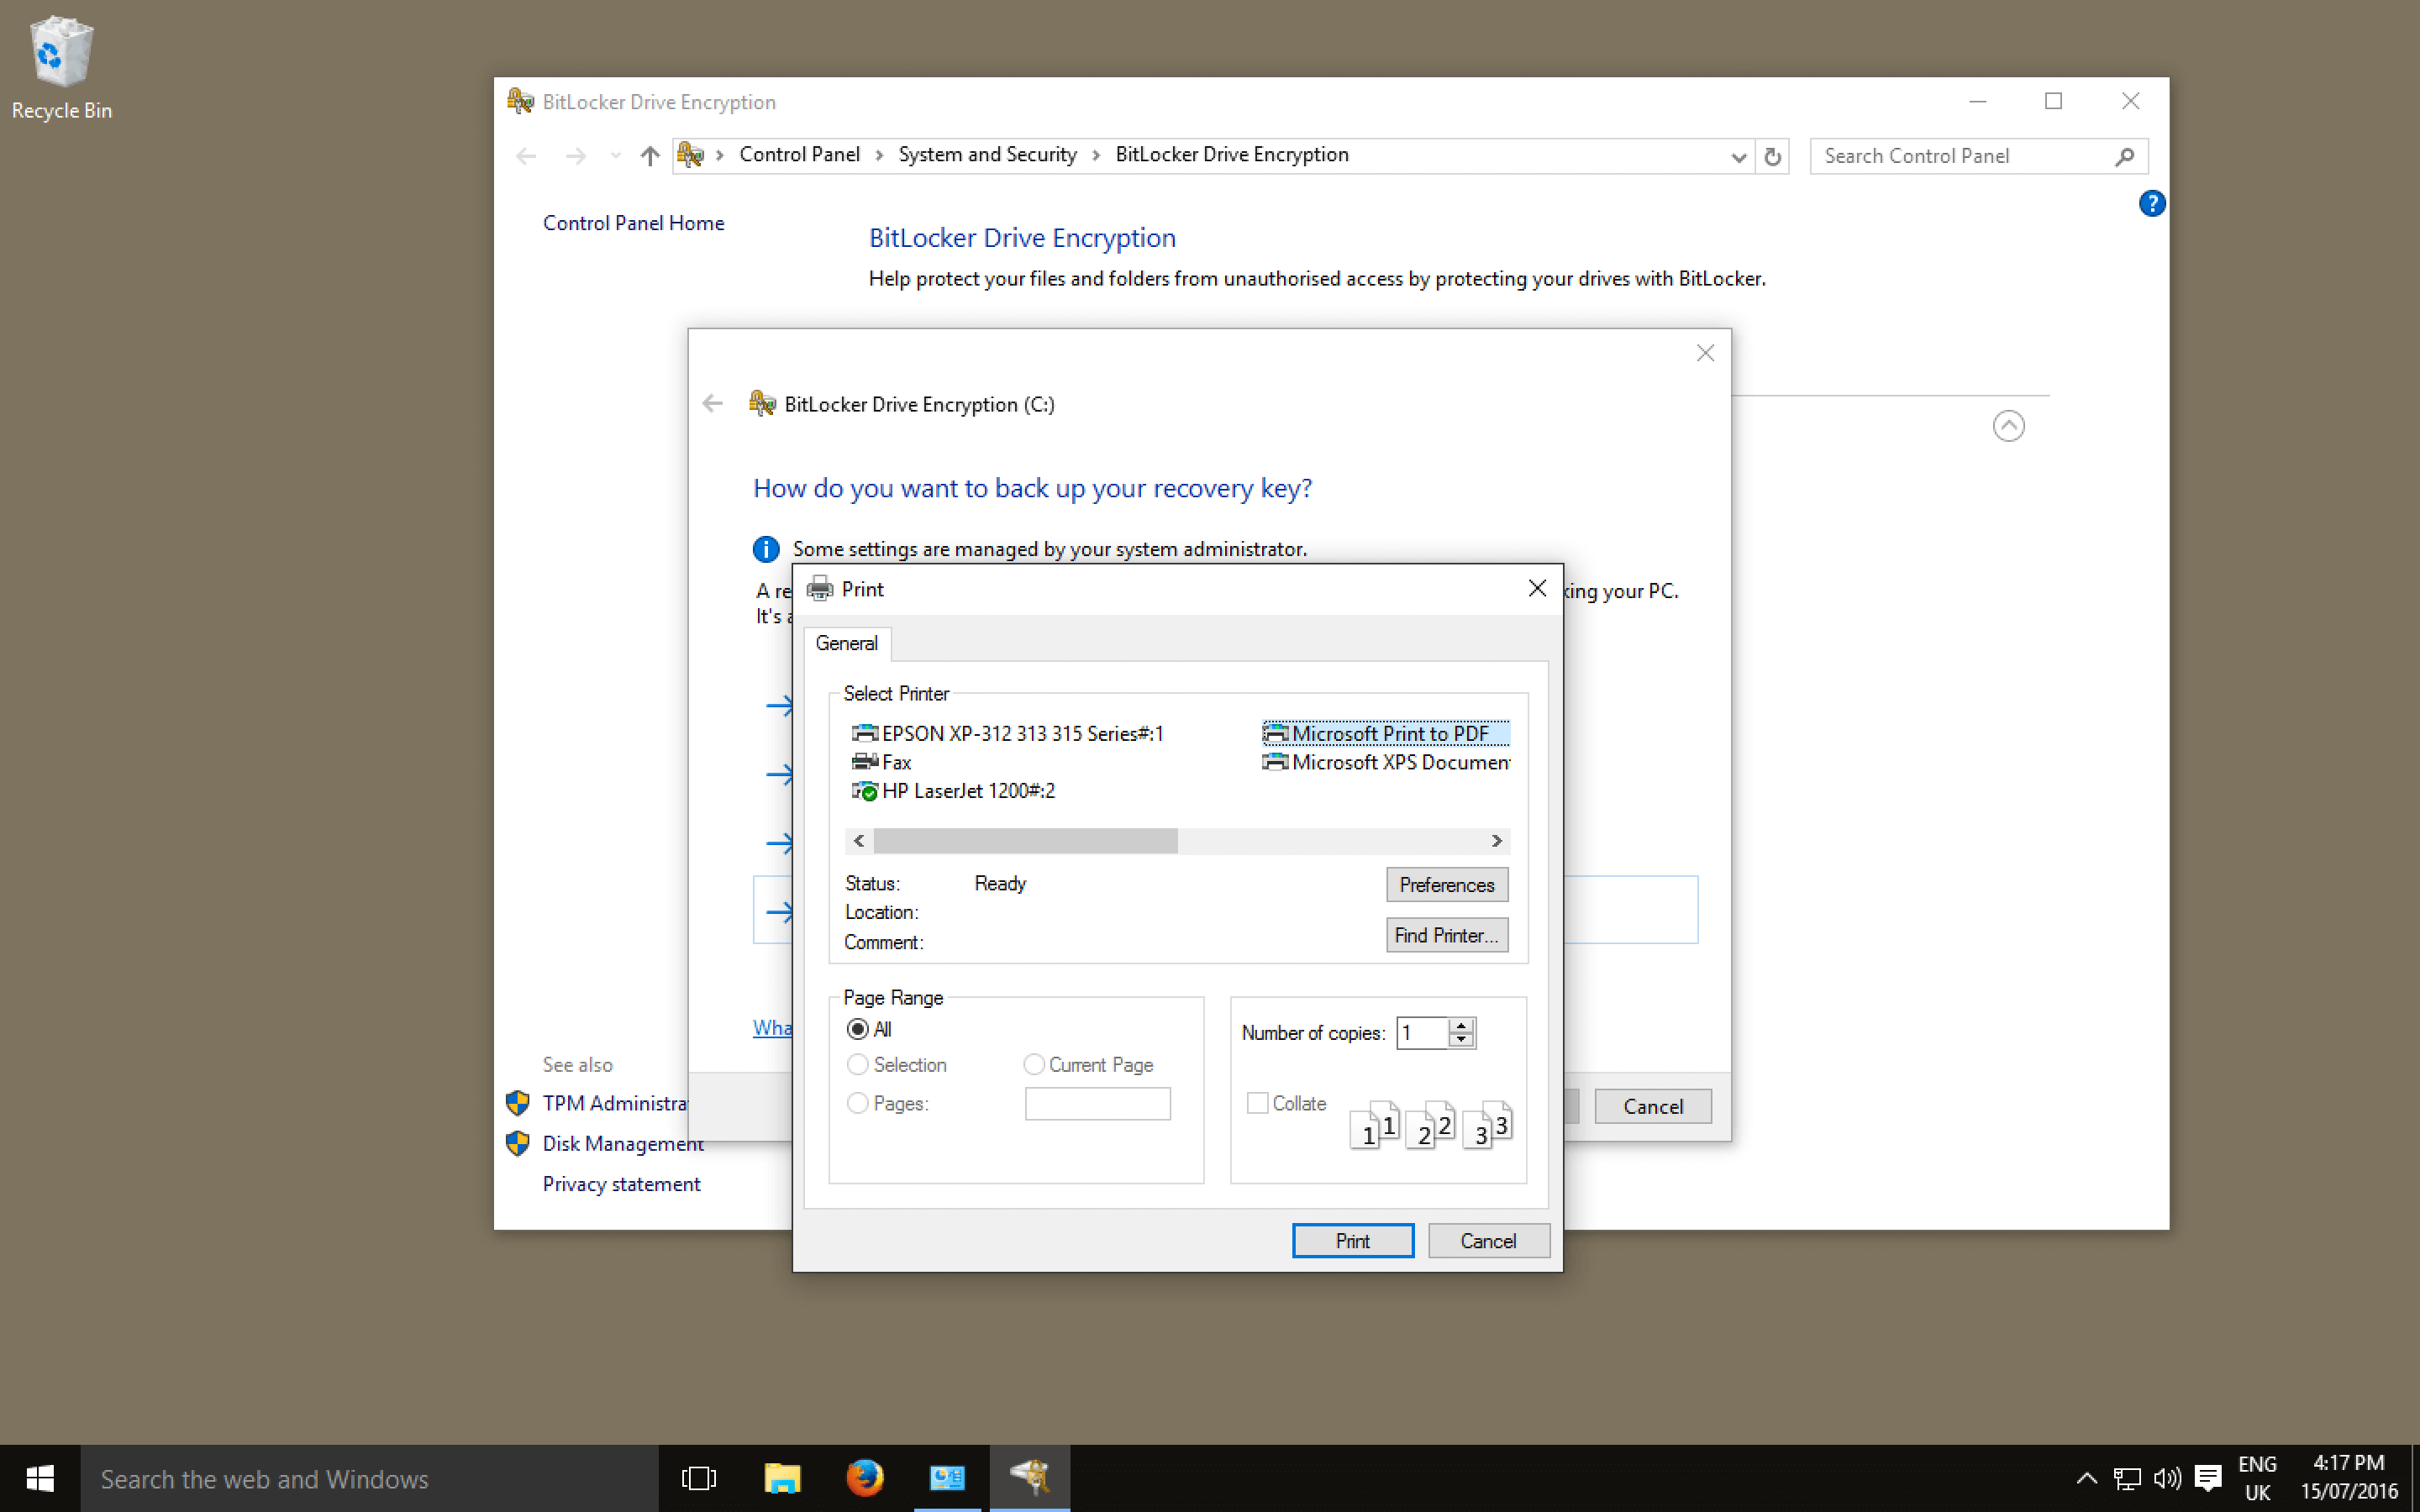 Recycle Bin
BitLocker Drive Encryption
Control Panel
System and Security
BitLocker Drive Encryption
Search Control Panel
?
Control Panel Home
BitLocker Drive Encryption
Help protect your files and folders from unauthorised access by protecting your drives with BitLocker.
BitLocker Drive Encryption (C:)
How do you want to back up your recovery key?
Some settings are managed by your system administrator.
A re
king your PC.
It's a
Print
General
Select Printer
EPSON XP-312 313 315 Series#:1
Microsoft Print to PDF
Fax
Microsoft XPS Document
HP LaserJet 1200#:2
Status: Ready
Preferences
Location:
Find Printer...
Comment:
Page Range
All
Number of copies: 1
Selection
Current Page
Pages:
Collate
1 1 2 2 3 3
Wha
See also
TPM Administra
Disk Management
Privacy statement
Cancel
Print
Cancel
Search the web and Windows
ENG
UK
4:17 PM
15/07/2016